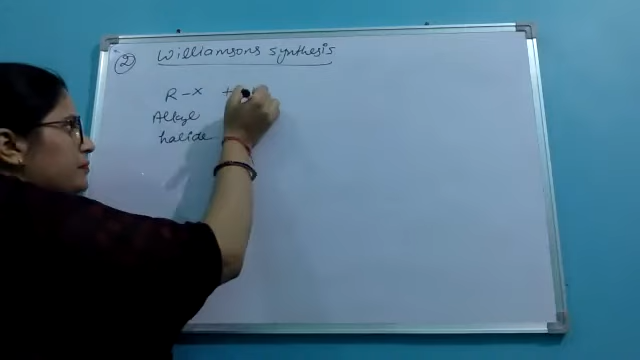 ② Williamsons synthesis
R-X +
Alkyl
halide